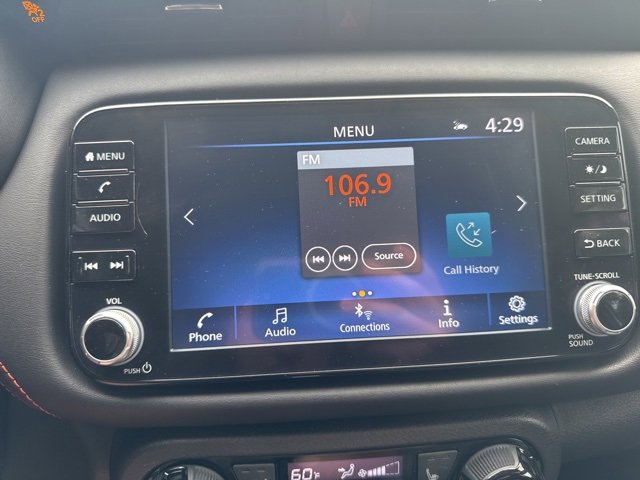 OFF
MENU 4:29
MENU
AUDIO
VOL
PUSH
FM
106.9
FM
Source
Call History
Phone Audio Connections Info Settings
CAMERA
SETTING
BACK
TUNE-SCROLL
PUSH
SOUND
60°F